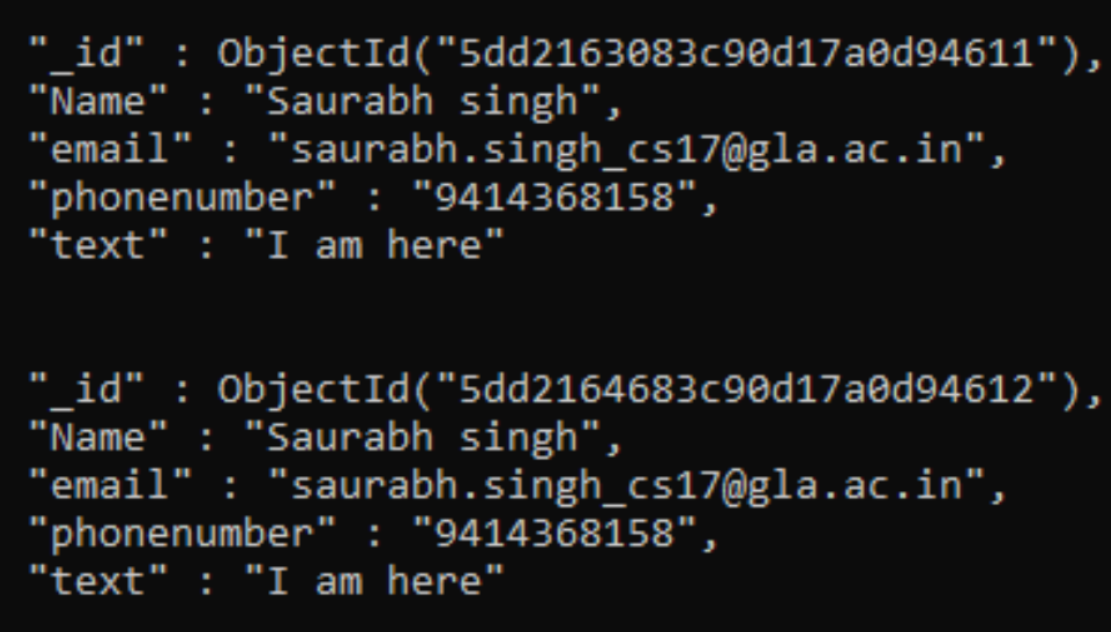 "_id" : ObjectId("5dd2163083c90d17a0d94611"),
"Name" : "Saurabh singh",
"email" : "saurabh.singh_cs17@gla.ac.in",
"phonenumber" : "9414368158",
"text" : "I am here"
"_id" : ObjectId("5dd2164683c90d17a0d94612"),
"Name" : "Saurabh singh",
"email" : "saurabh.singh_cs17@gla.ac.in",
"phonenumber" : "9414368158",
"text" : "I am here"